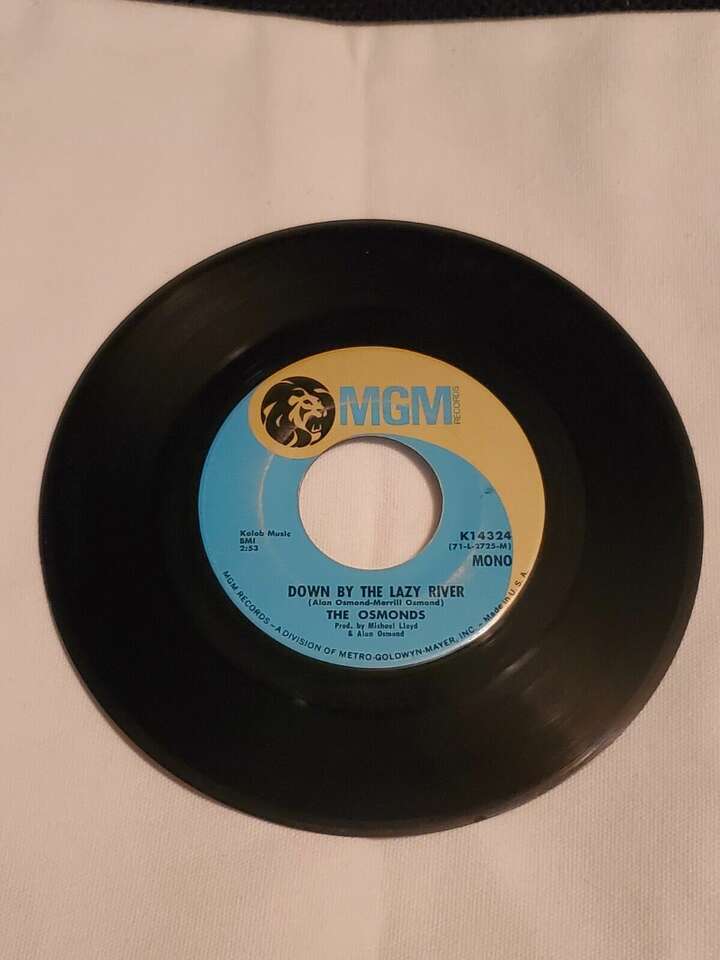 MGM
RECORDS
Kolob Music
BMI
2:53
K14324
(71-L-2725-M)
MONO
DOWN BY THE LAZY RIVER
(Alan Osmond-Merrill Osmond)
THE OSMONDS
Prod. by Michael Lloyd
& Alan Osmond
MGM RECORDS • A DIVISION OF METRO-GOLDWYN-MAYER, INC. • Made in U.S.A.